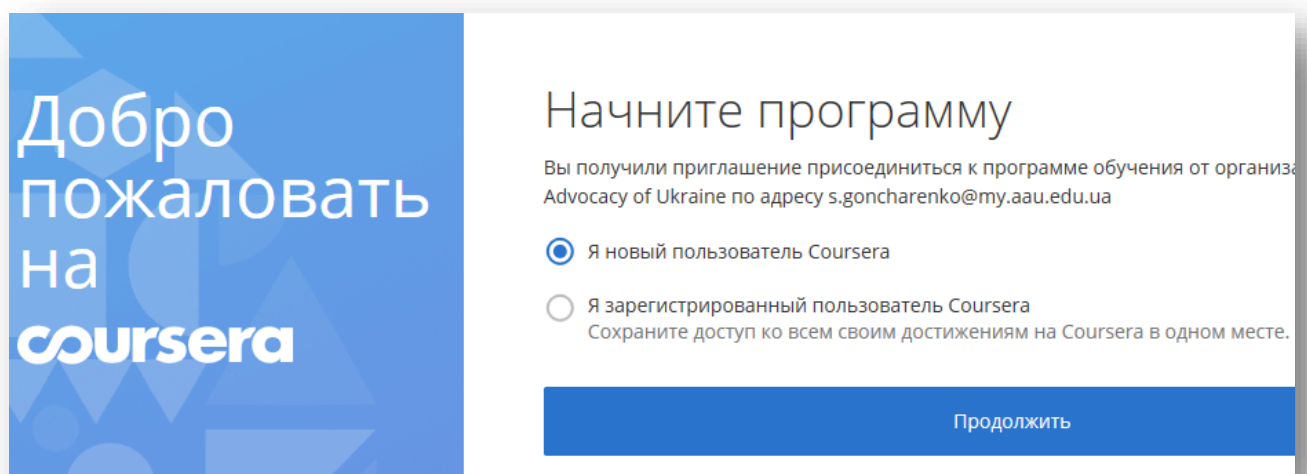 Добро
пожаловать
на
coursera
Начните программу
Вы получили приглашение присоединиться к программе обучения от
Advocacy of Ukraine по адресу s.goncharenko@my.aau.edu.ua
Я новый пользователь Coursera
Я зарегистрированный пользователь Coursera
Сохраните доступ ко всем своим достижениям на Coursera в одном месте.
Продолжить